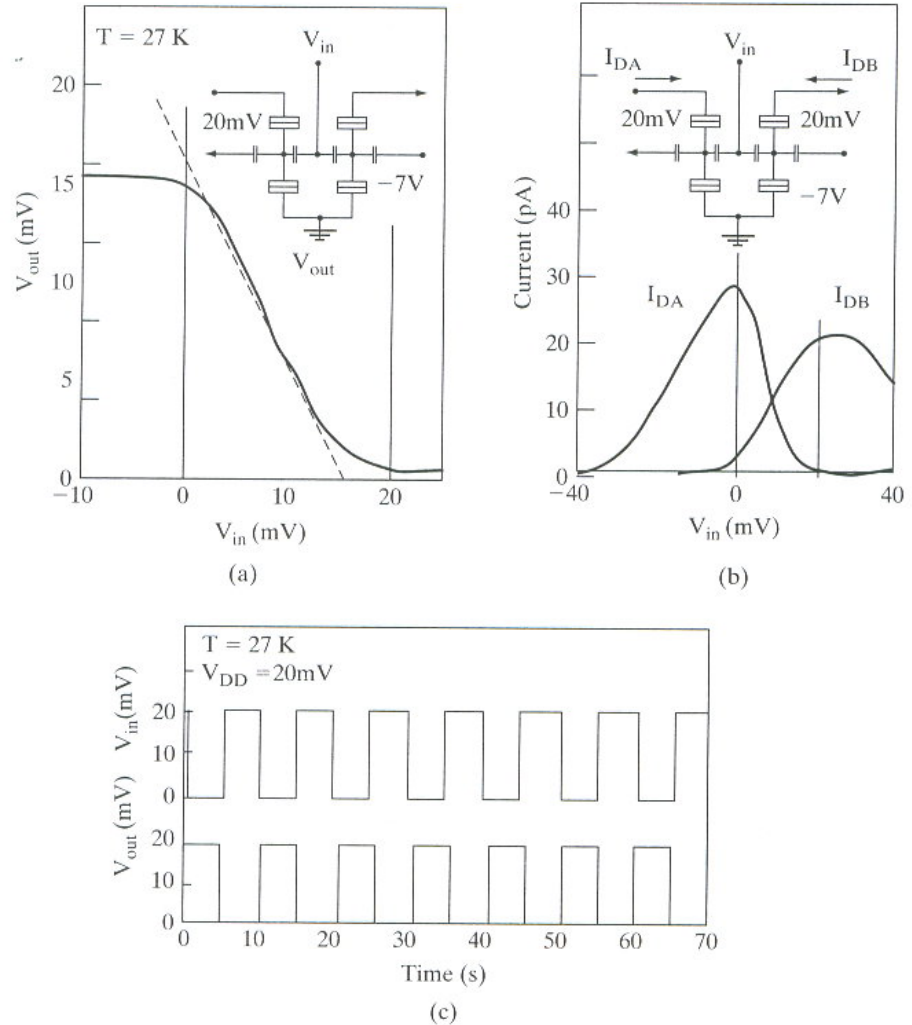 T = 27 K
V_in
20mV
−7V
V_out
20
15
10
5
0
V_out (mV)
−10
0
10
20
V_in (mV)
(a)
V_in
I_DA
I_DB
20mV
20mV
−7V
40
30
20
10
0
Current (pA)
I_DA
I_DB
−40
0
40
V_in (mV)
(b)
T = 27 K
V_DD = 20mV
V_in(mV)
20
10
0
V_out (mV)
20
10
0
0
10
20
30
40
50
60
70
Time (s)
(c)